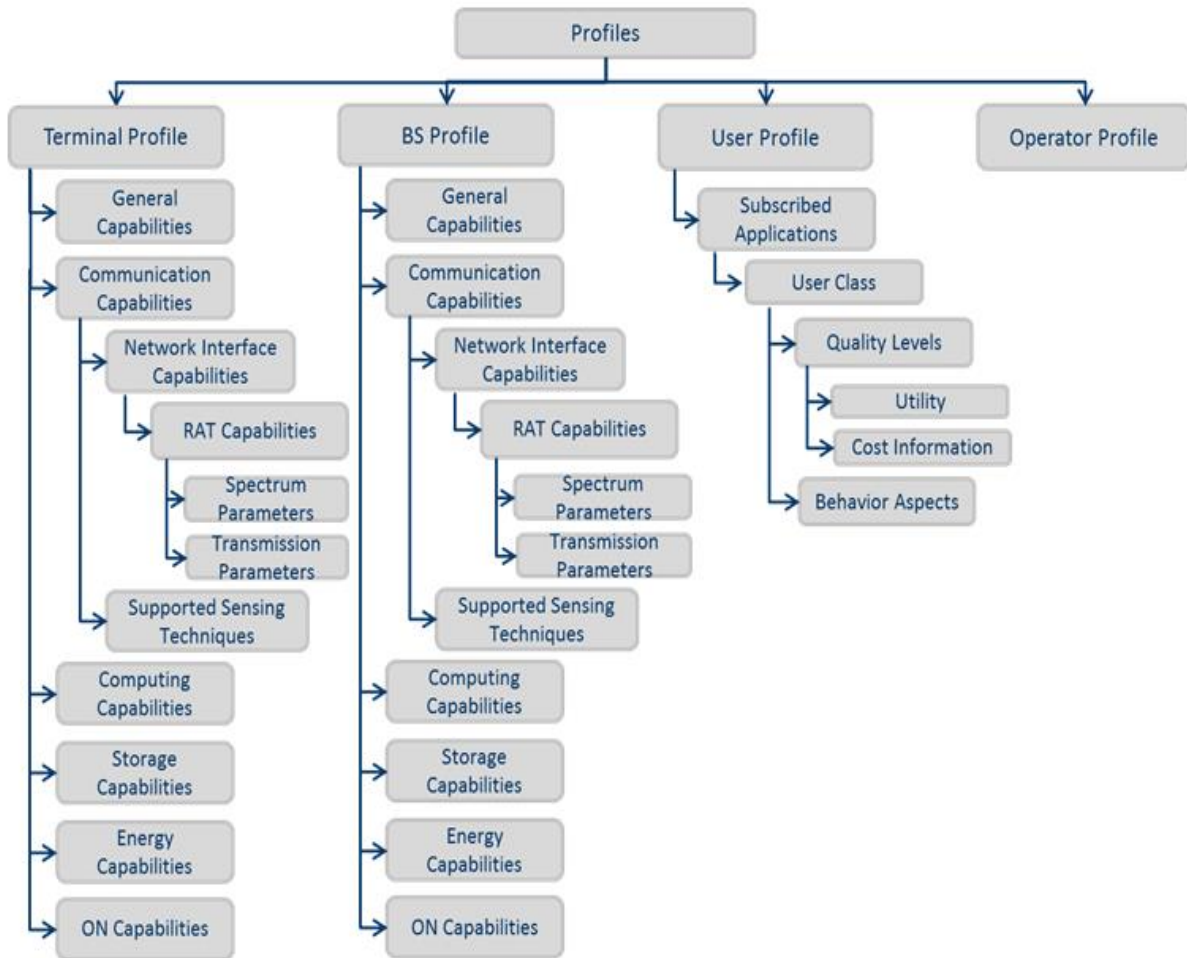 Profiles
Terminal Profile
BS Profile
User Profile
Operator Profile
General
Capabilities
Communication
Capabilities
Network Interface
Capabilities
RAT Capabilities
Spectrum
Parameters
Transmission
Parameters
Supported Sensing
Techniques
Computing
Capabilities
Storage
Capabilities
Energy
Capabilities
ON Capabilities
General
Capabilities
Communication
Capabilities
Network Interface
Capabilities
RAT Capabilities
Spectrum
Parameters
Transmission
Parameters
Supported Sensing
Techniques
Computing
Capabilities
Storage
Capabilities
Energy
Capabilities
ON Capabilities
Subscribed
Applications
User Class
Quality Levels
Utility
Cost Information
Behavior Aspects